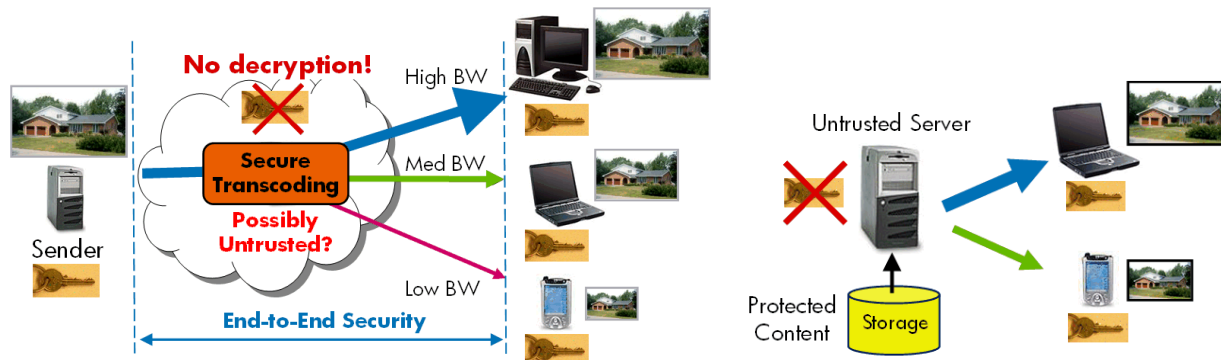 No decryption!
High BW
Secure
Transcoding
Med BW
Possibly
Untrusted?
Sender
Low BW
End-to-End Security
Untrusted Server
Protected
Content
Storage